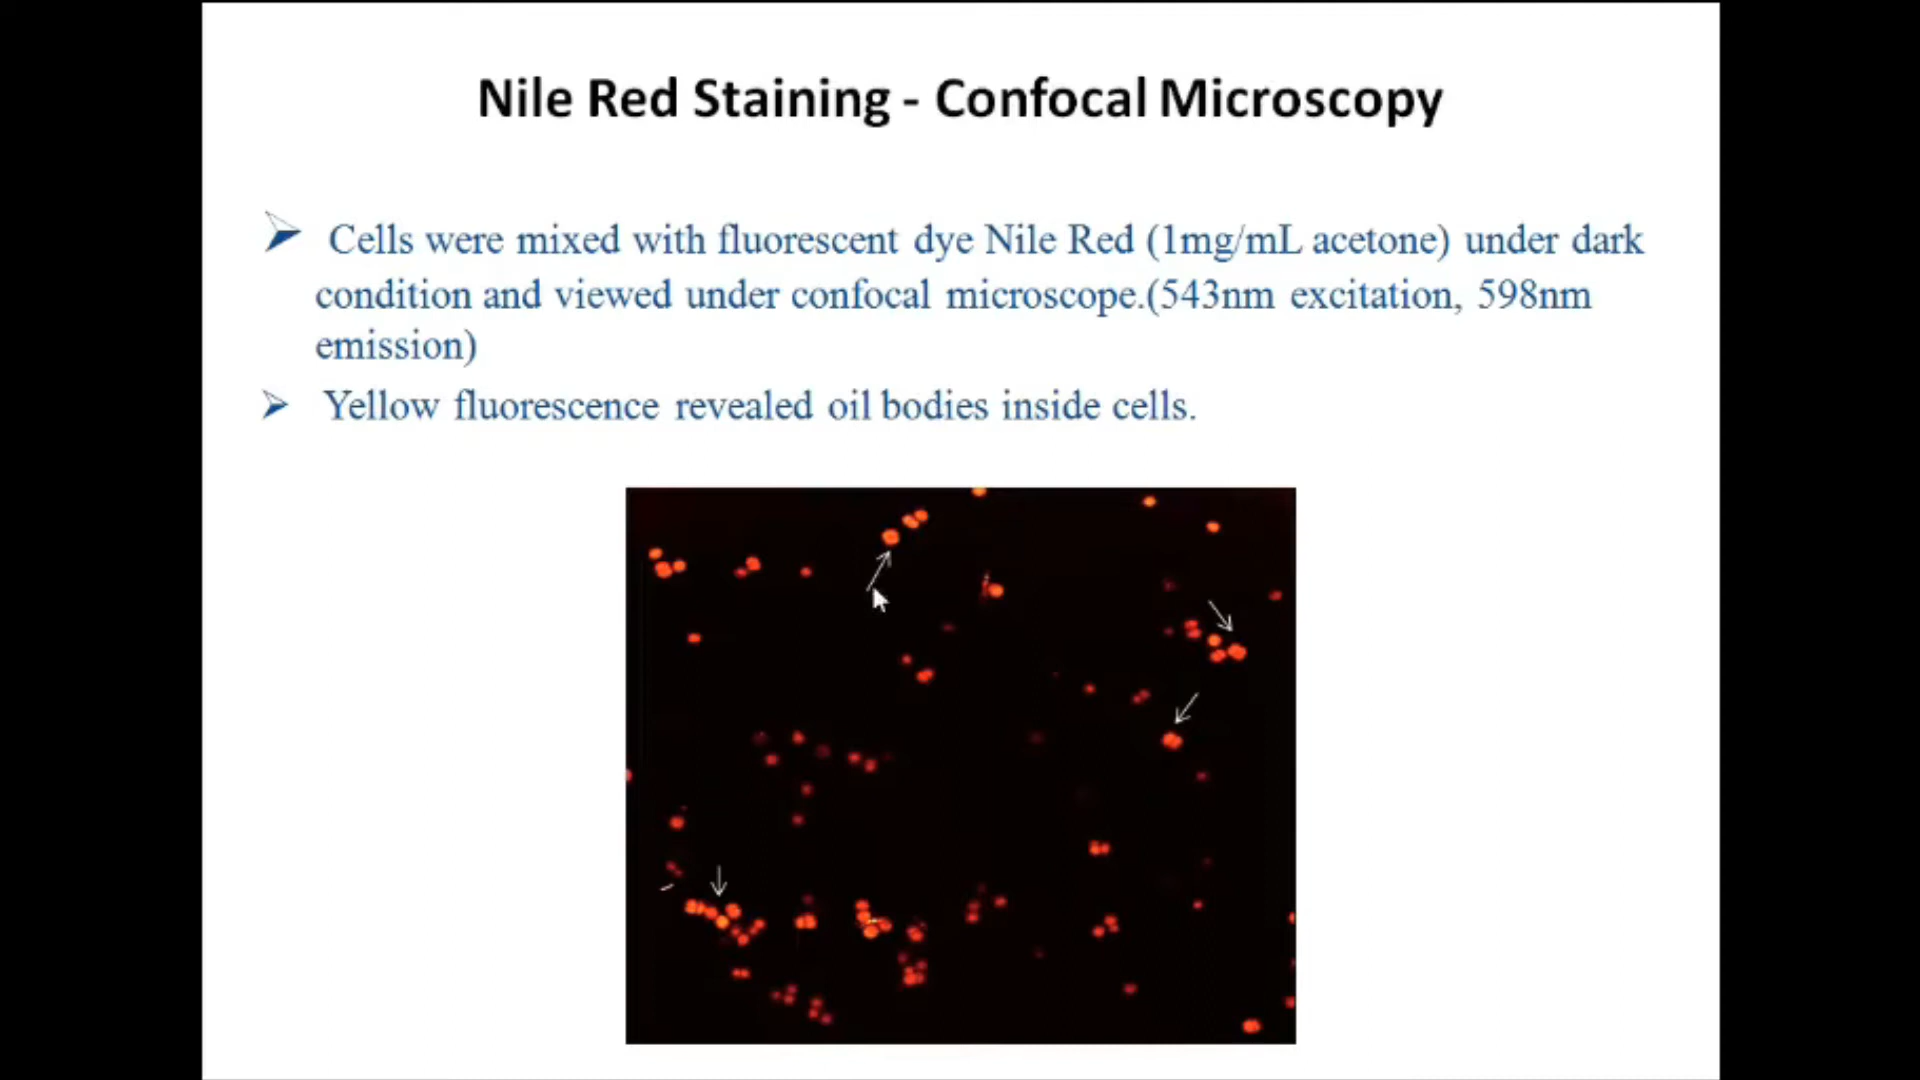 Nile Red Staining - Confocal Microscopy
Cells were mixed with fluorescent dye Nile Red (1mg/mL acetone) under dark
condition and viewed under confocal microscope.(543nm excitation, 598nm
emission)
Yellow fluorescence revealed oil bodies inside cells.